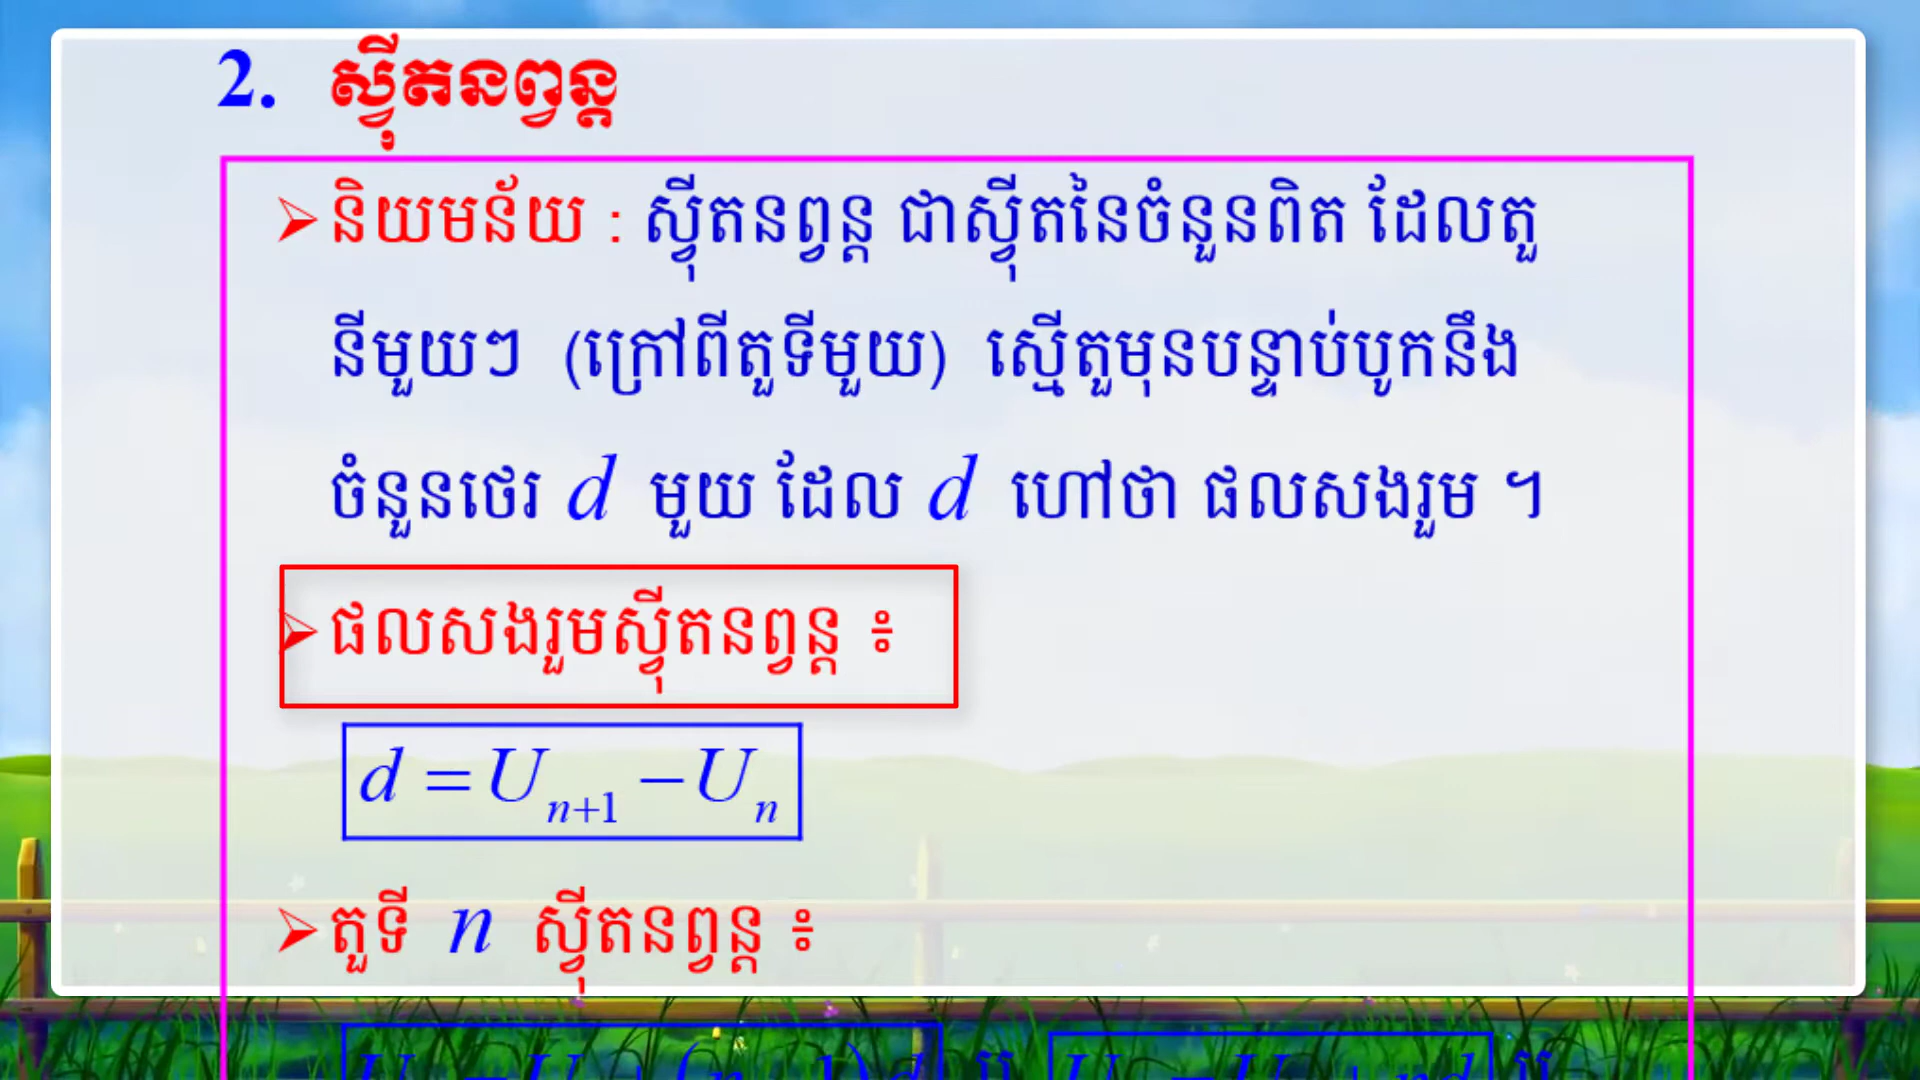 2. ស្វ៊ីតនព្វន្ត
➢ និយមន័យ : ស្វ៊ីតនព្វន្ត ជាស្វ៊ីតនៃចំនួនពិត ដែលតួ
នីមួយៗ (ក្រៅពីតួទីមួយ) ស្មើតួមុនបន្ទាប់បូកនឹង
ចំនួនថេរ d មួយ ដែល d ហៅថា ផលសងរួម ។
➢ ផលសងរួមស្វ៊ីតនព្វន្ត ៖
d = U_{n+1} − U_n
➢ តួទី n ស្វ៊ីតនព្វន្ត ៖